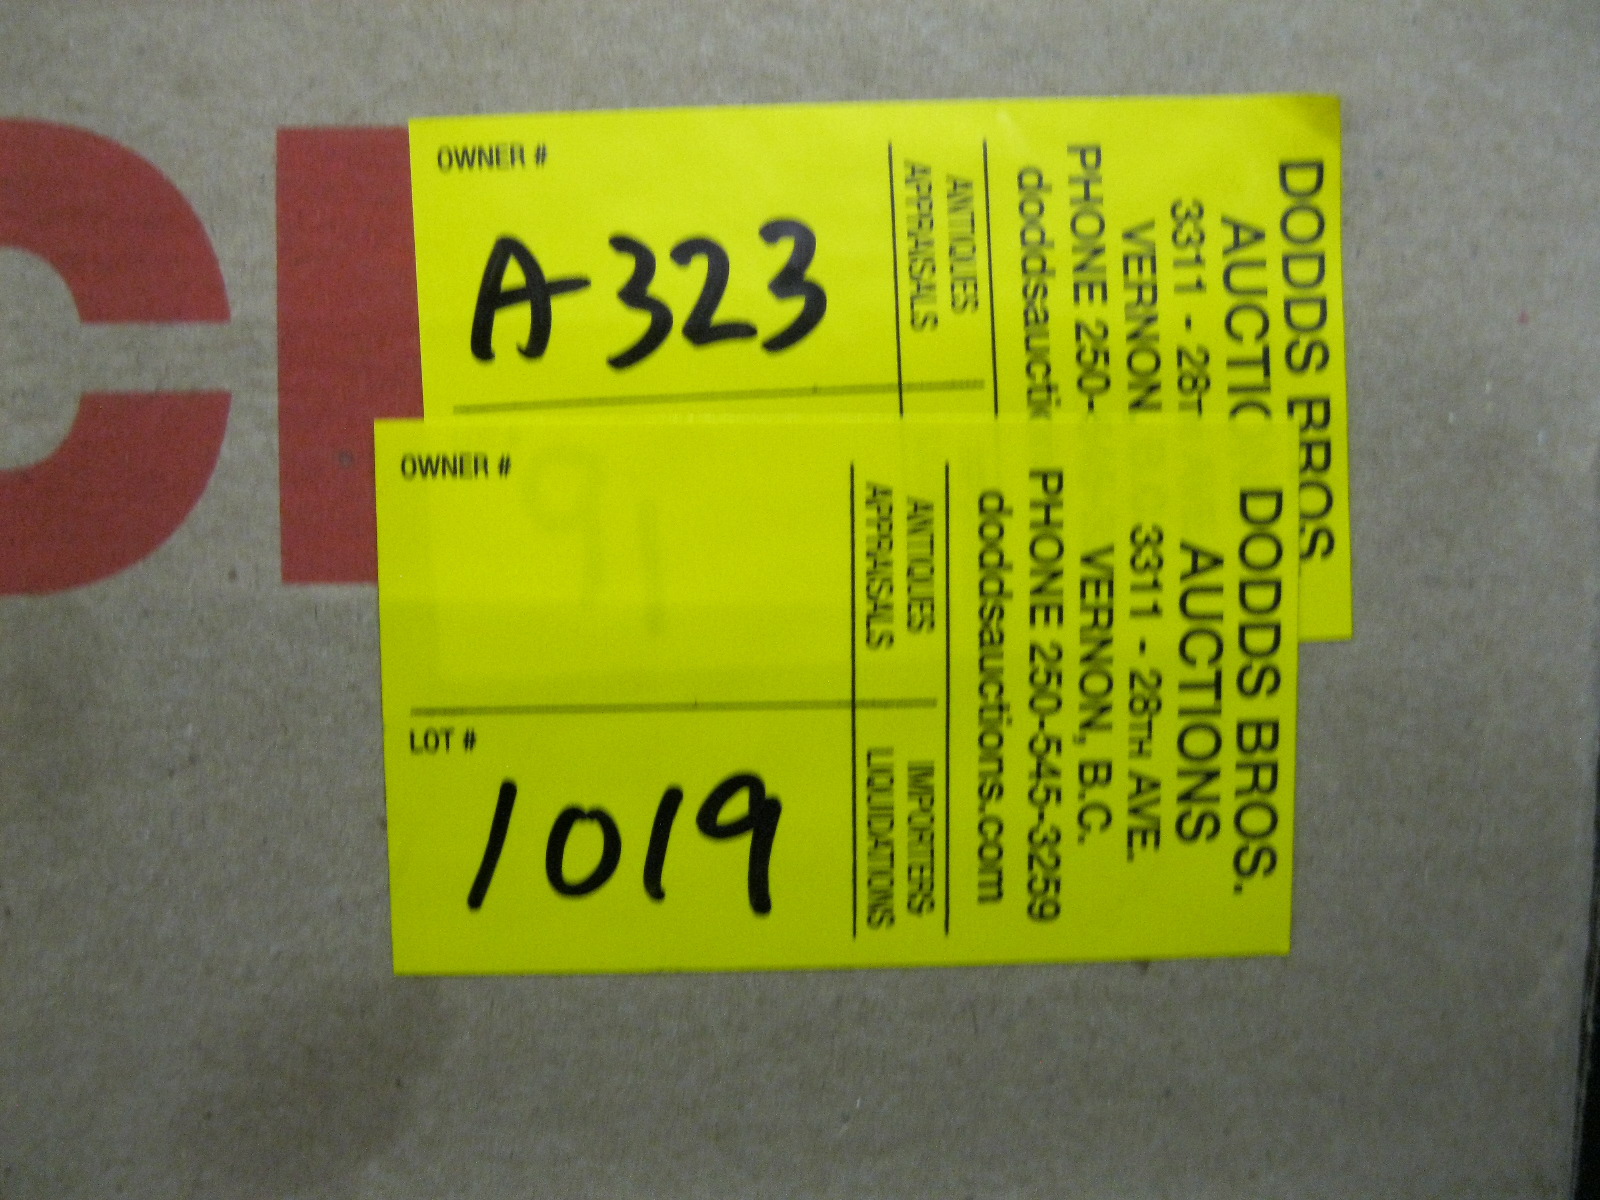 OWNER #
A-323
ANTIQUES
APPRAISALS
DODDS BROS
AUCTIO
3311 - 28T
VERNON
PHONE 250-
doddsauctio
OWNER #
LOT #
1019
ANTIQUES IMPORTERS
APPRAISALS LIQUIDATIONS
DODDS BROS.
AUCTIONS
3311 - 28TH AVE.
VERNON, B.C.
PHONE 250-545-3259
doddsauctions.com